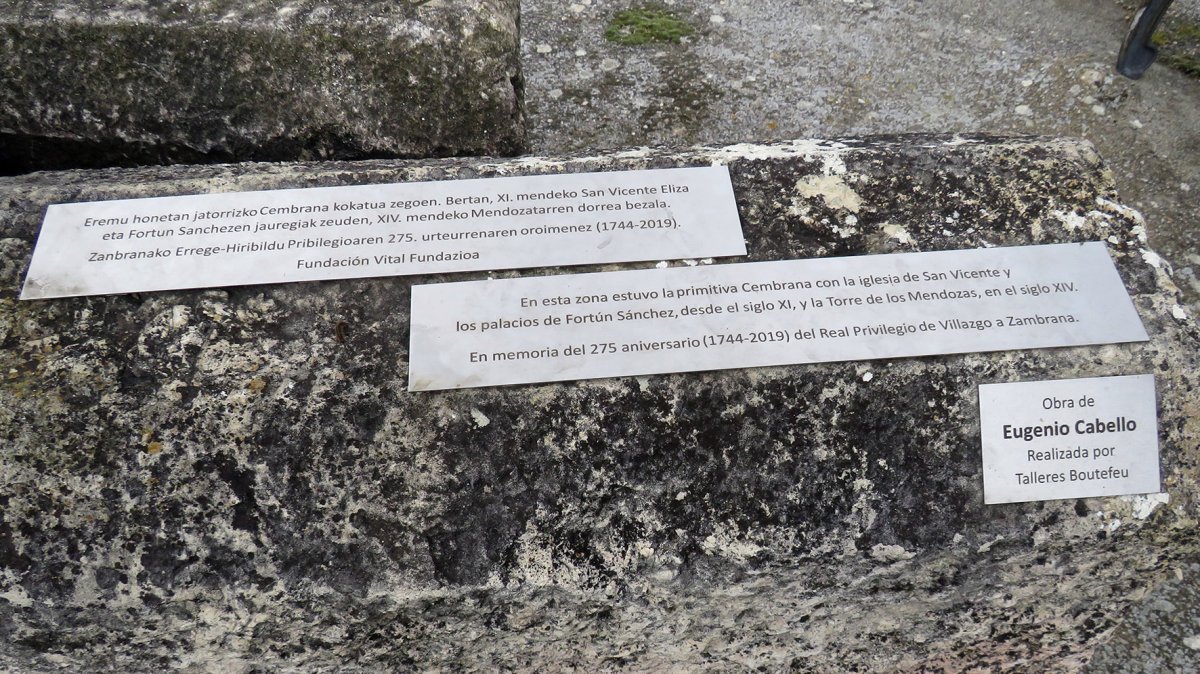 Eremu honetan jatorrizko Cembrana kokatua zegoen. Bertan, XI. mendeko San Vicente Eliza
eta Fortun Sanchezen jauregiak zeuden, XIV. mendeko Mendozatarren dorrea bezala.
Zanbranako Errege-Hiribildu Pribilegioaren 275. urteurrenaren oroimenez (1744-2019).
Fundación Vital Fundazioa
En esta zona estuvo la primitiva Cembrana con la iglesia de San Vicente y
los palacios de Fortún Sánchez, desde el siglo XI, y la Torre de los Mendozas, en el siglo XIV.
En memoria del 275 aniversario (1744-2019) del Real Privilegio de Villazgo a Zambrana.
Obra de
Eugenio Cabello
Realizada por
Talleres Boutefeu